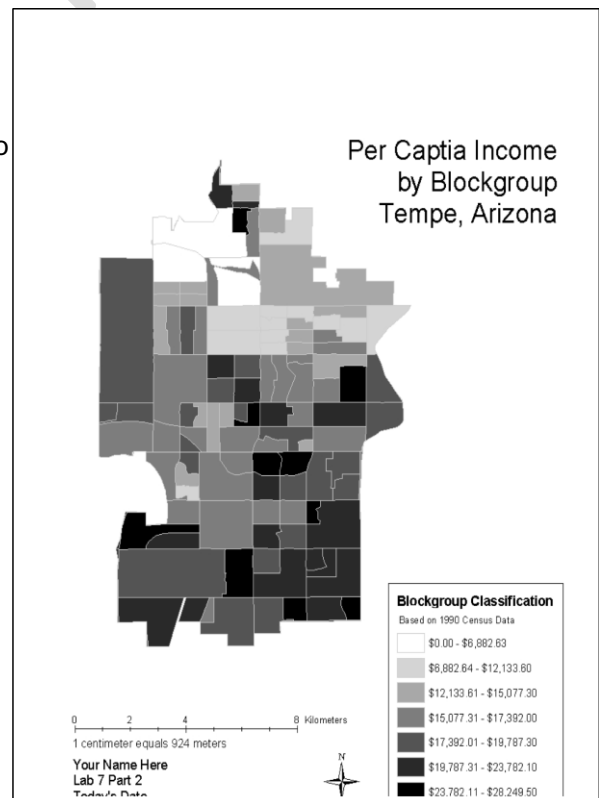 Per Captia Income
by Blockgroup
Tempe, Arizona
Blockgroup Classification
Based on 1990 Census Data
$0.00 - $6,882.63
$6,882.64 - $12,133.60
$12,133.61 - $15,077.30
$15,077.31 - $17,392.00
$17,392.01 - $19,787.30
$19,787.31 - $23,782.10
$23,782.11 - $28,249.50
0 2 4 8 Kilometers
1 centimeter equals 924 meters
Your Name Here
Lab 7 Part 2
Today's Date
N